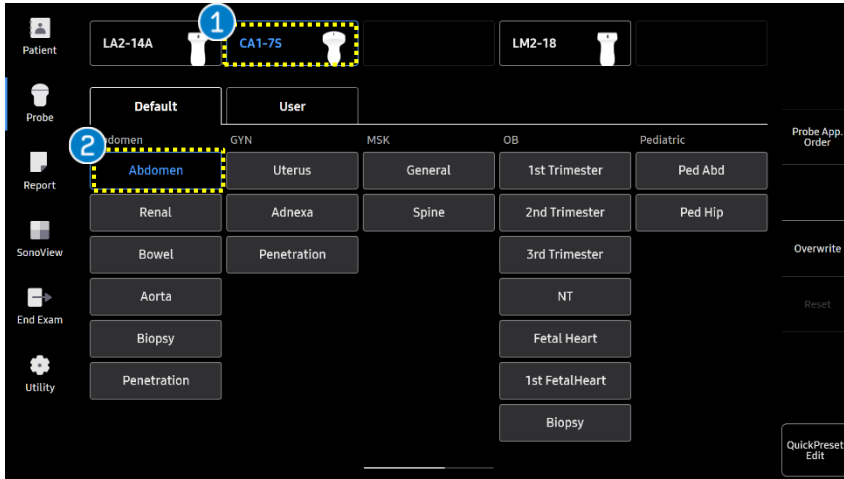 1
Patient
LA2-14A
CA1-7S
LM2-18
Probe
Default
User
2
Abdomen
GYN
MSK
OB
Pediatric
Probe App.
Order
Abdomen
Uterus
General
1st Trimester
Ped Abd
Report
Renal
Adnexa
Spine
2nd Trimester
Ped Hip
SonoView
Bowel
Penetration
3rd Trimester
Overwrite
End Exam
Aorta
NT
Reset
Biopsy
Fetal Heart
Utility
Penetration
1st FetalHeart
Biopsy
QuickPreset
Edit